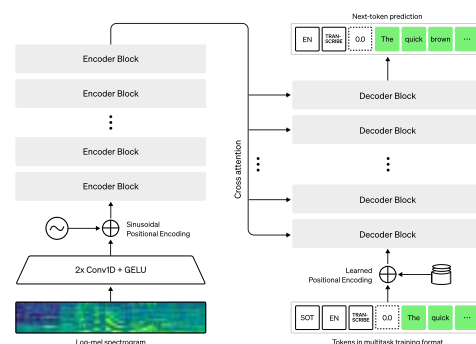 Next-token prediction
EN TRAN- SCRIBE 0.0 The quick brown ...
Encoder Block
Encoder Block
Encoder Block
Encoder Block
Cross attention
Decoder Block
Decoder Block
Decoder Block
Decoder Block
Sinusoidal
Positional Encoding
2x Conv1D + GELU
Learned
Positional Encoding
SOT EN TRAN- SCRIBE 0.0 The quick ...
Log-mel spectrogram
Tokens in multitask training format